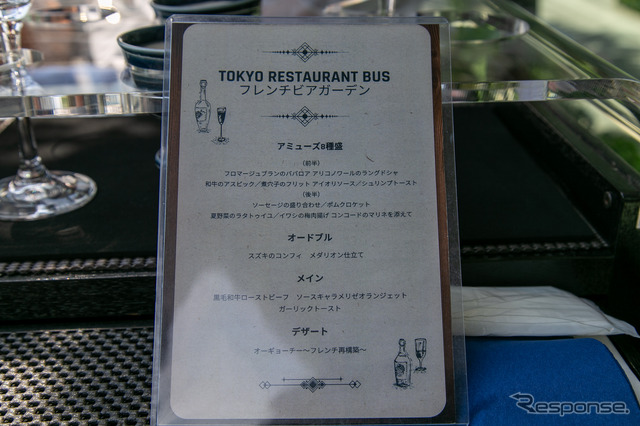 TOKYO RESTAURANT BUS
フレンチビアガーデン
アミューズ8種盛
（前半）
フロマージュブランのババロア アリコノワールのラングドシャ
和牛のアスピック／煮穴子のフリット アイオリソース／シュリンプトースト
（後半）
ソーセージの盛り合わせ／ポムクロケット
夏野菜のラタトゥイユ／イワシの梅肉揚げ コンコードのマリネを添えて
オードブル
スズキのコンフィ　メダリオン仕立て
メイン
黒毛和牛ローストビーフ　ソースキャラメリゼオランジェット
ガーリックトースト
デザート
オーギョーチー～フレンチ再構築～
Response.